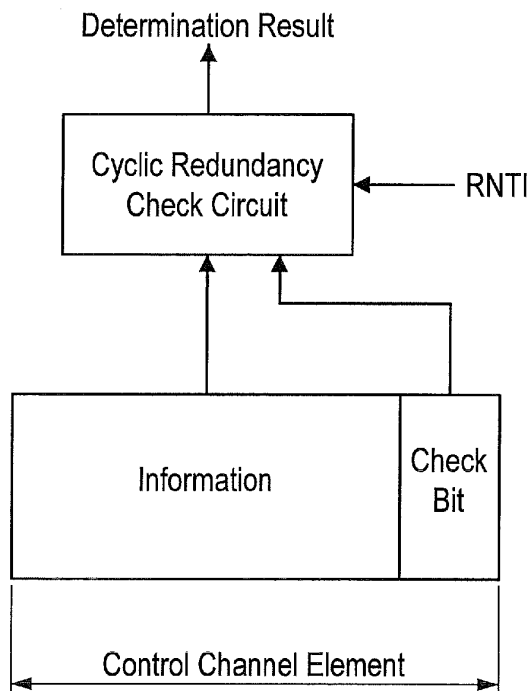 Determination Result
Cyclic Redundancy
Check Circuit
RNTI
Information
Check
Bit
Control Channel Element